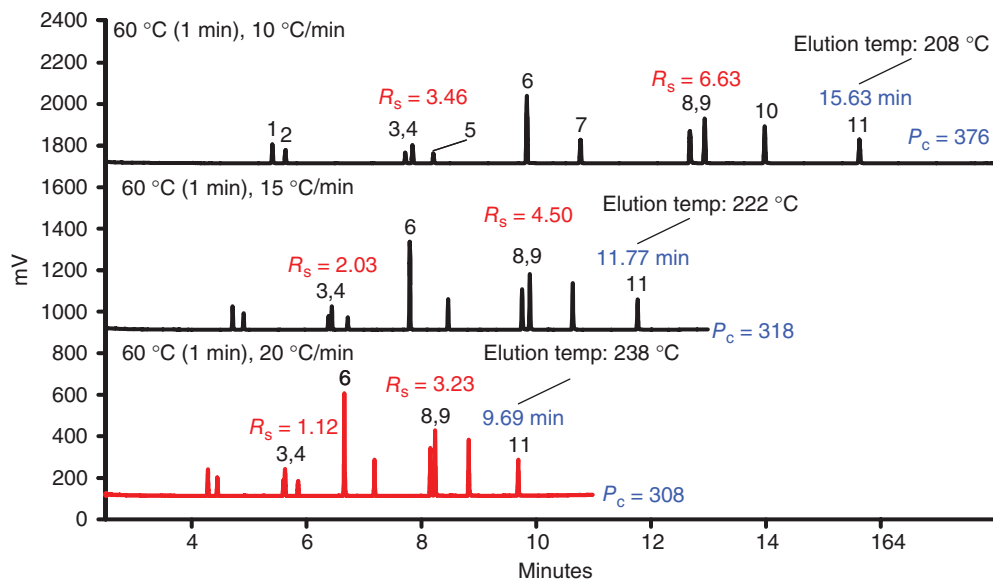 2400
2200
2000
1800
1600
1400
1200
1000
800
600
400
200
0
mV
60 °C (1 min), 10 °C/min
Elution temp: 208 °C
Rs = 3.46
6
Rs = 6.63
15.63 min
1
2
3,4
5
7
8,9
10
11
Pc = 376
60 °C (1 min), 15 °C/min
Elution temp: 222 °C
6
Rs = 4.50
Rs = 2.03
8,9
11.77 min
3,4
11
Pc = 318
60 °C (1 min), 20 °C/min
Elution temp: 238 °C
6
Rs = 3.23
Rs = 1.12
8,9
9.69 min
3,4
11
Pc = 308
4
6
8
10
12
14
164
Minutes